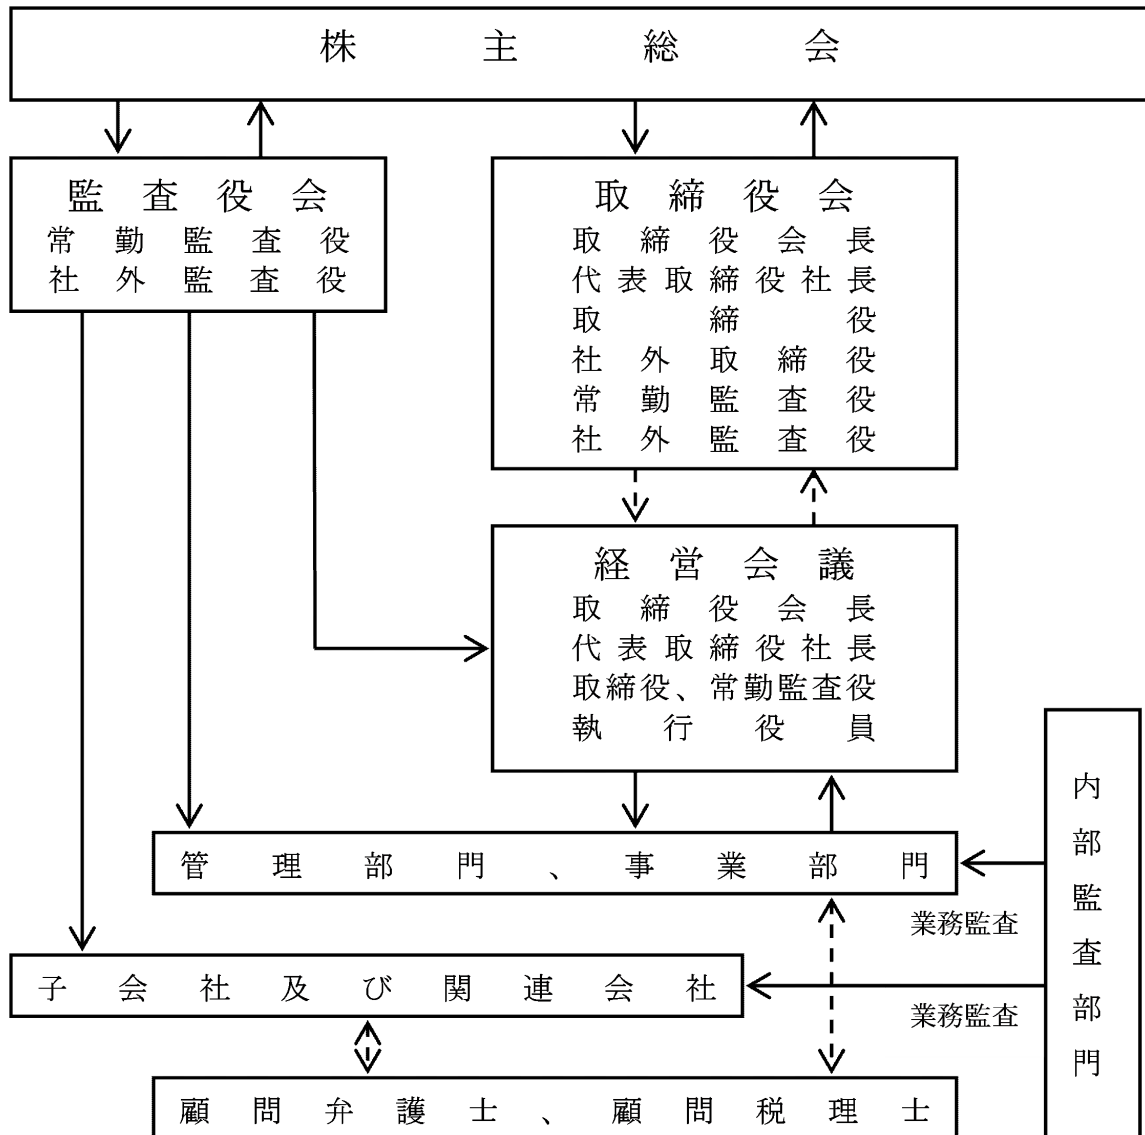 株主総会
監査役会
常勤監査役
社外監査役
取締役会
取締役会長
代表取締役社長
取締役
社外取締役
常勤監査役
社外監査役
経営会議
取締役会長
代表取締役社長
取締役、常勤監査役
執行役員
内部監査部門
管理部門、事業部門
業務監査
子会社及び関連会社
業務監査
顧問弁護士、顧問税理士